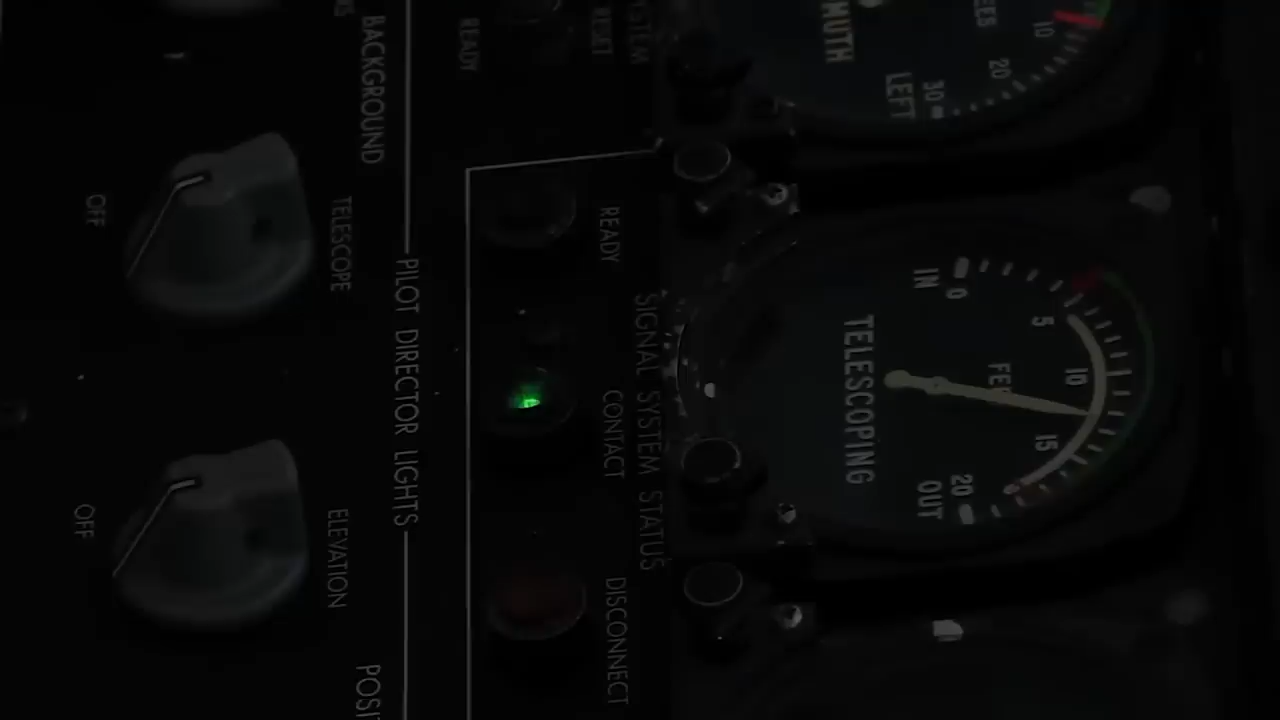 BACKGROUND
READY
RESET
MUTH
LEFT
10
20
30
OFF
TELESCOPE
PILOT DIRECTOR LIGHTS
OFF
ELEVATION
READY
SIGNAL SYSTEM STATUS
CONTACT
DISCONNECT
IN
0
5
10
15
20
OUT
TELESCOPING